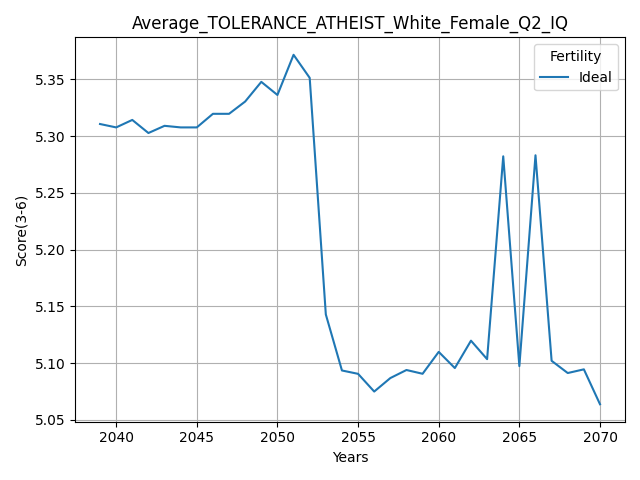 Average_TOLERANCE_ATHEIST_White_Female_Q2_IQ
Fertility
Ideal
Score(3-6)
5.35
5.30
5.25
5.20
5.15
5.10
5.05
2040 2045 2050 2055 2060 2065 2070
Years